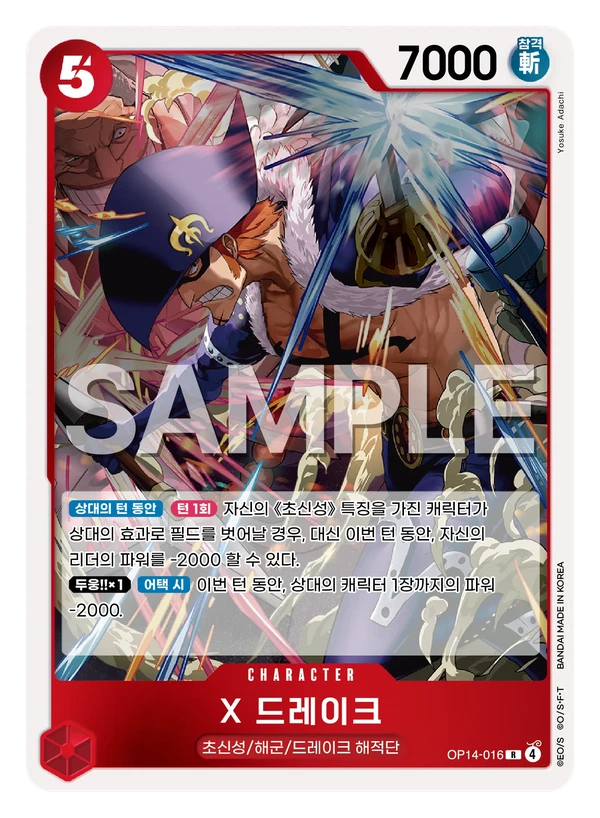 5
7000
참격
斬
Yosuke Adachi
SAMPLE
상대의 턴 동안 턴 1회 자신의 《초신성》 특징을 가진 캐릭터가
상대의 효과로 필드를 벗어날 경우, 대신 이번 턴 동안, 자신의
리더의 파워를 -2000 할 수 있다.
두웅!!×1 어택 시 이번 턴 동안, 상대의 캐릭터 1장까지의 파워
-2000.
CHARACTER
X 드레이크
초신성/해군/드레이크 해적단
OP14-016 R 4
©EO/S ©O/S·F·T BANDAI MADE IN KOREA